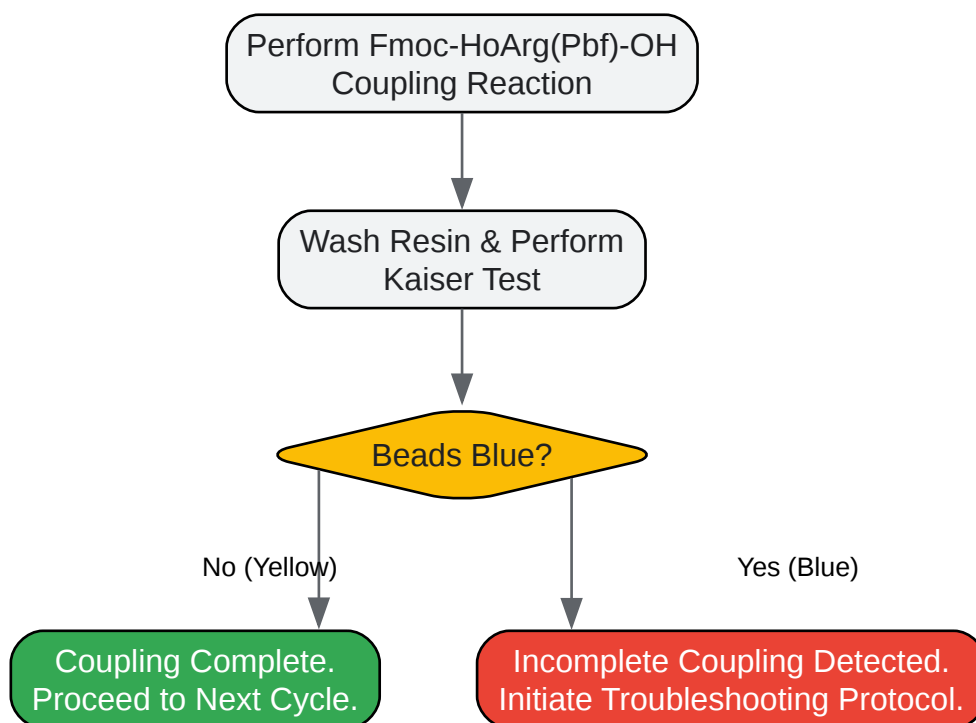 Perform Fmoc-HoArg(Pbf)-OH
Coupling Reaction
Wash Resin & Perform
Kaiser Test
Beads Blue?
No (Yellow)
Yes (Blue)
Coupling Complete.
Proceed to Next Cycle.
Incomplete Coupling Detected.
Initiate Troubleshooting Protocol.